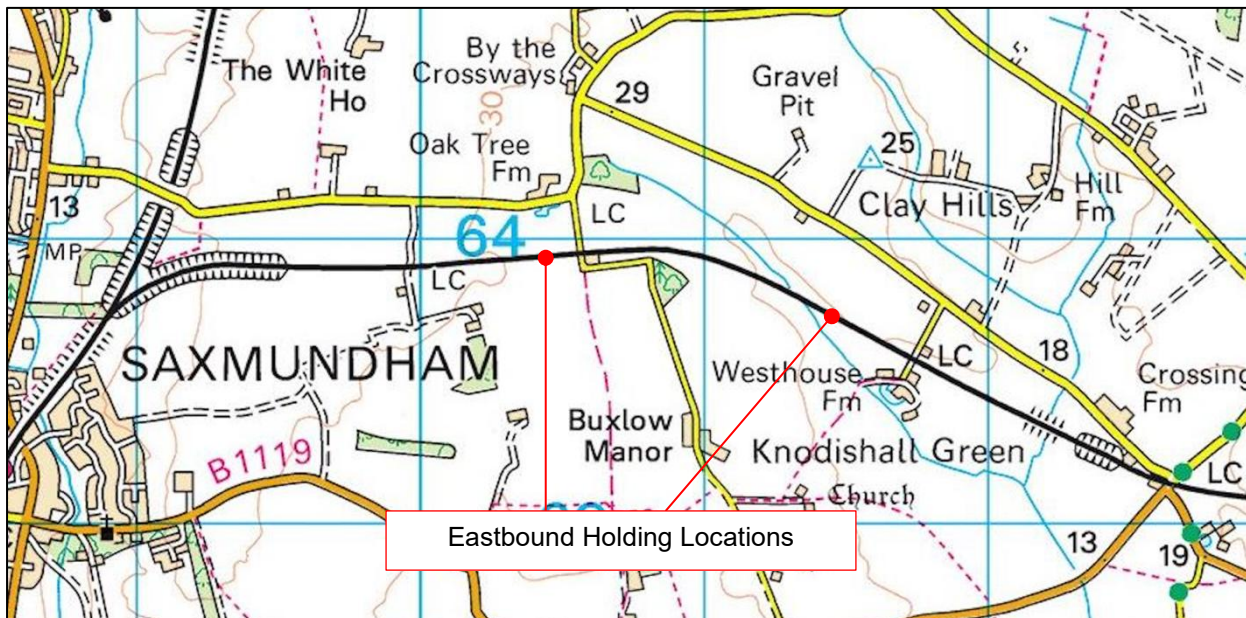 The White
Ho
By the
Crossways
29
30
Oak Tree
Fm
Gravel
Pit
25
Clay Hills
Hill
Fm
13
MP
64
LC
LC
SAXMUNDHAM
B1119
Westhouse
Fm
LC
18
Crossing
Fm
Buxlow
Manor
Knodishall Green
LC
Church
Eastbound Holding Locations
13
19